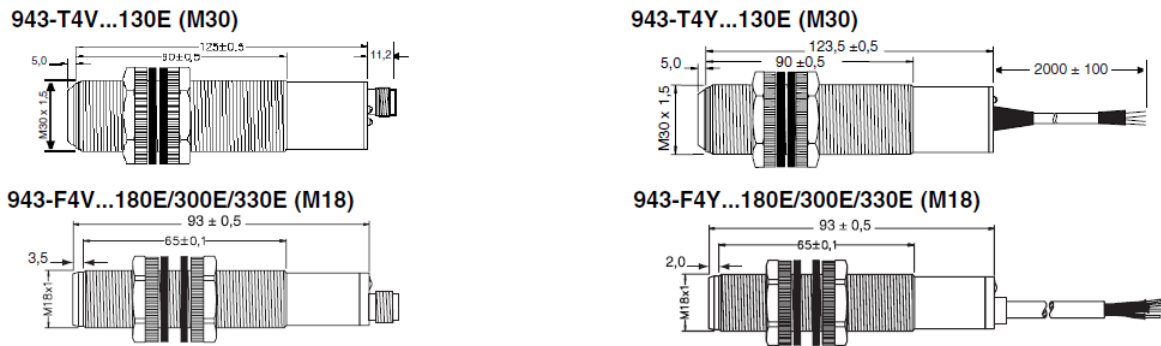 943-T4V...130E (M30)
125±0,5
90±0,5
5,0
11,2
M30 x 1,5
943-T4Y...130E (M30)
123,5 ±0,5
90 ±0,5
5,0
2000 ± 100
M30 x 1,5
943-F4V...180E/300E/330E (M18)
93 ± 0,5
65±0,1
3,5
M18x1
943-F4Y...180E/300E/330E (M18)
93 ± 0,5
65±0,1
2,0
M18x1